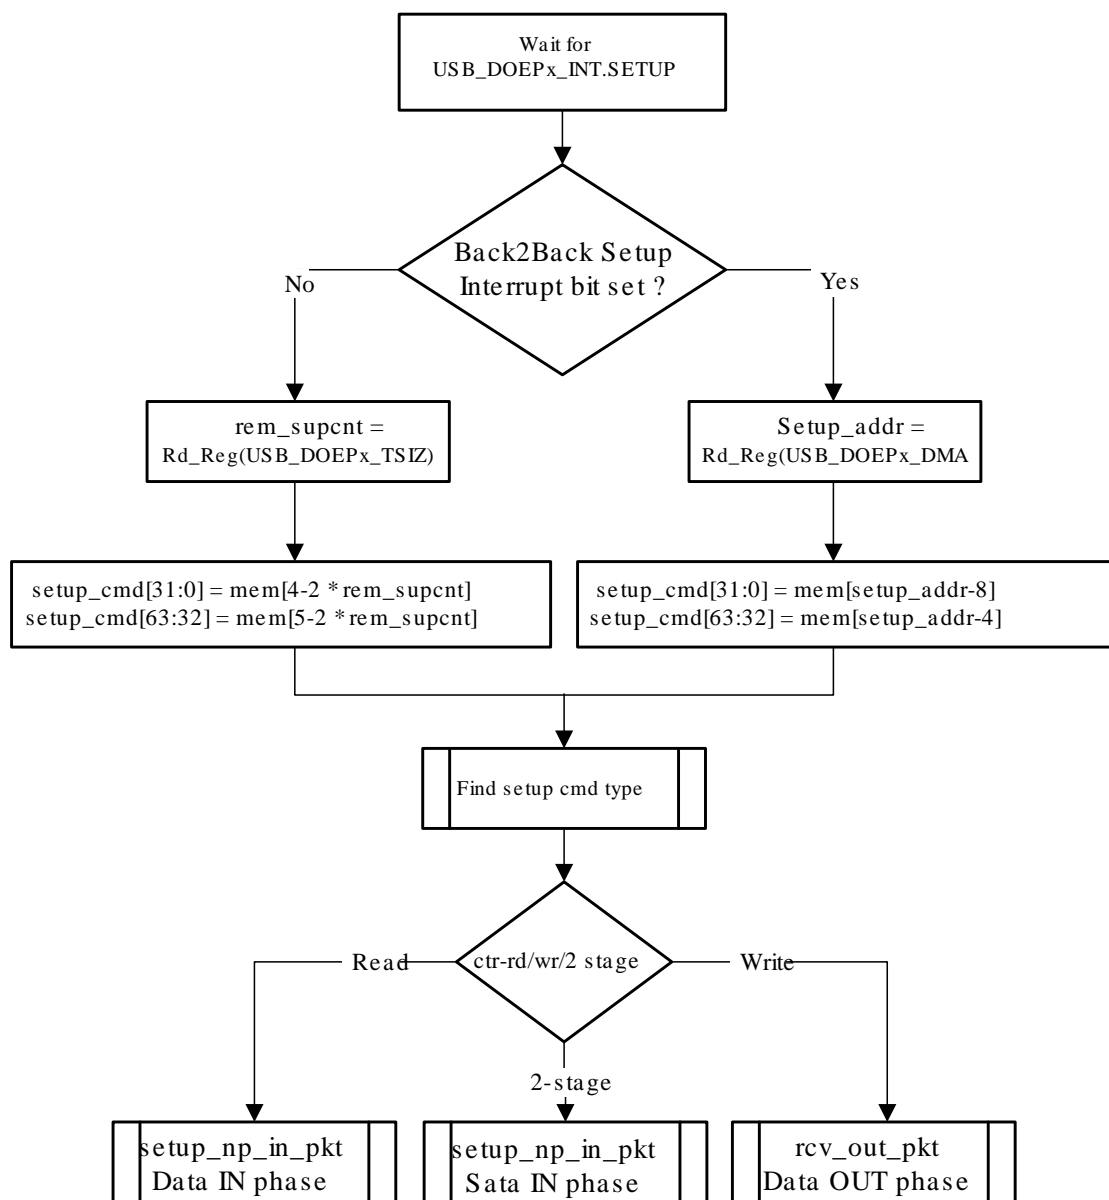 Wait for
USB_DOEPx_INT.SETUP
Back2Back Setup
Interrupt bit set ?
No
Yes
rem_supcnt =
Rd_Reg(USB_DOEPx_TSIZ)
Setup_addr =
Rd_Reg(USB_DOEPx_DMA
setup_cmd[31:0] = mem[4-2 * rem_supcnt]
setup_cmd[63:32] = mem[5-2 * rem_supcnt]
setup_cmd[31:0] = mem[setup_addr-8]
setup_cmd[63:32] = mem[setup_addr-4]
Find setup cmd type
Read
ctr-rd/wr/2 stage
Write
2-stage
setup_np_in_pkt
Data IN phase
setup_np_in_pkt
Sata IN phase
rcv_out_pkt
Data OUT phase